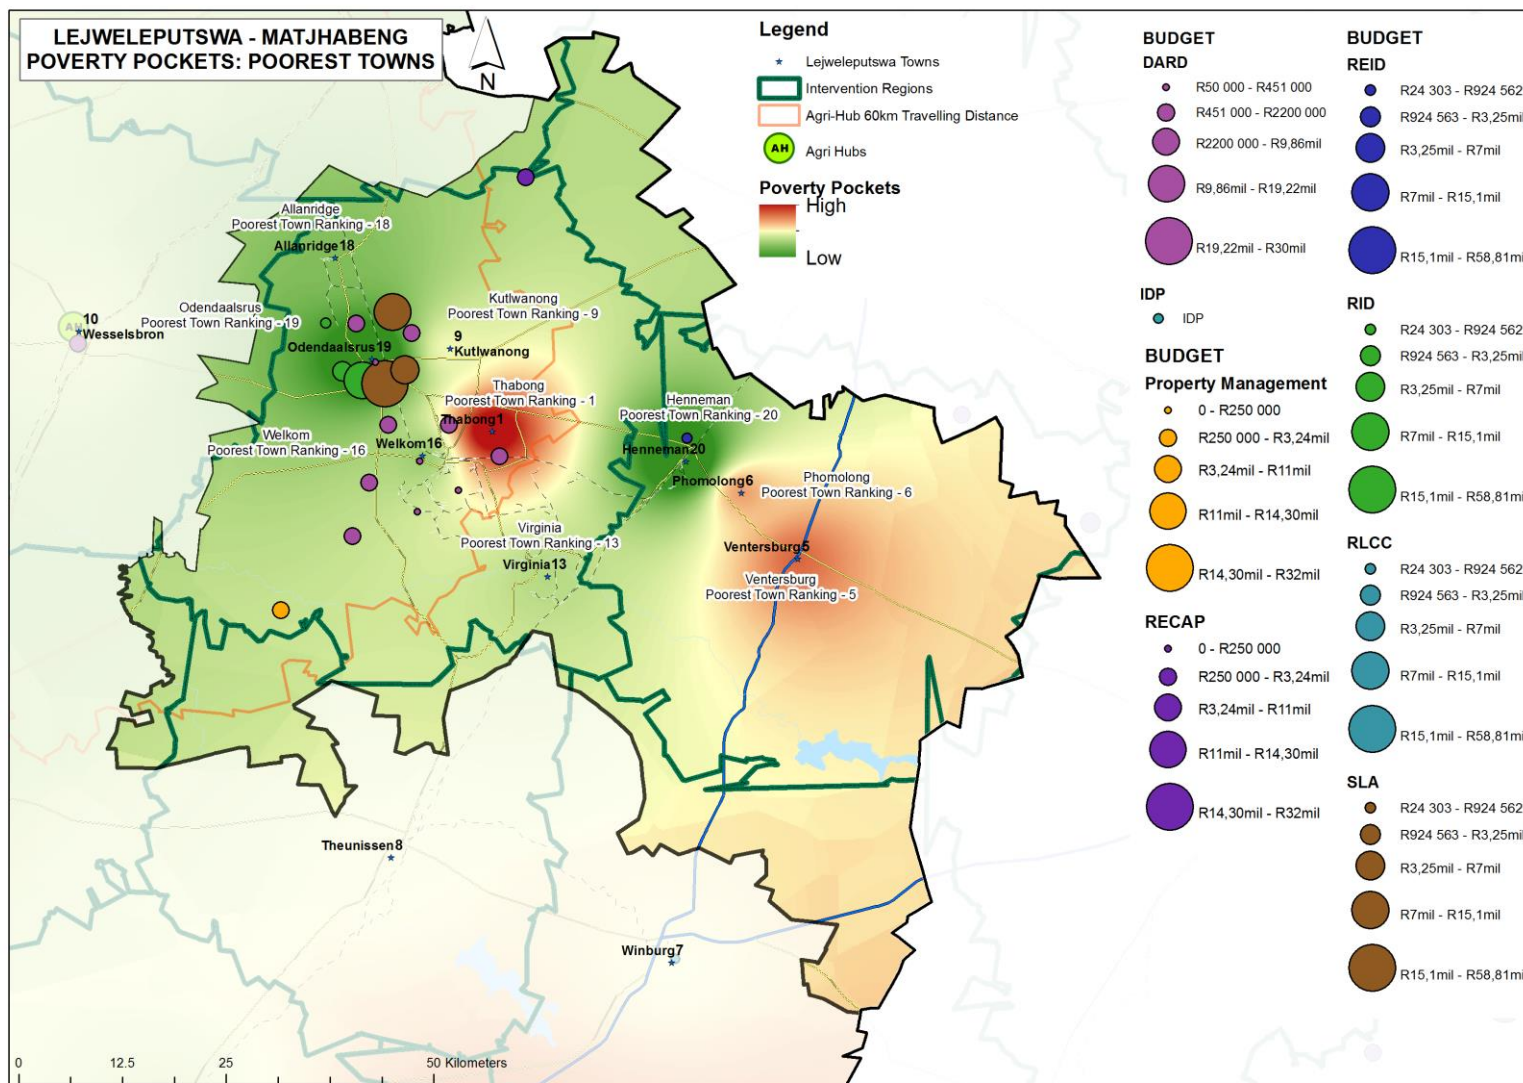 LEJWELEPUTSWA - MATJHABENG
POVERTY POCKETS: POOREST TOWNS
N
Legend
Lejweleputswa Towns
Intervention Regions
Agri-Hub 60km Travelling Distance
AH
Agri Hubs
Poverty Pockets
High
Low
Allanridge
Poorest Town Ranking - 18
Allanridge18
Odendaalsrus
Poorest Town Ranking - 19
Odendaalsrus19
AH
10
Wesselsbron
Kutlwanong
Poorest Town Ranking - 9
9
Kutlwanong
Thabong
Poorest Town Ranking - 1
Thabong1
Welkom
Poorest Town Ranking - 16
Welkom16
Henneman
Poorest Town Ranking - 20
Henneman20
Phomolong6
Phomolong
Poorest Town Ranking - 6
Virginia
Poorest Town Ranking - 13
Virginia13
Ventersburg5
Ventersburg
Poorest Town Ranking - 5
Theunissen8
Winburg7
0
12.5
25
50 Kilometers
BUDGET
DARD
R50 000 - R451 000
R451 000 - R2200 000
R2200 000 - R9,86mil
R9,86mil - R19,22mil
R19,22mil - R30mil
IDP
IDP
BUDGET
Property Management
0 - R250 000
R250 000 - R3,24mil
R3,24mil - R11mil
R11mil - R14,30mil
R14,30mil - R32mil
RECAP
0 - R250 000
R250 000 - R3,24mil
R3,24mil - R11mil
R11mil - R14,30mil
R14,30mil - R32mil
BUDGET
REID
R24 303 - R924 562
R924 563 - R3,25mil
R3,25mil - R7mil
R7mil - R15,1mil
R15,1mil - R58,81mil
RID
R24 303 - R924 562
R924 563 - R3,25mil
R3,25mil - R7mil
R7mil - R15,1mil
R15,1mil - R58,81mil
RLCC
R24 303 - R924 562
R924 563 - R3,25mil
R3,25mil - R7mil
R7mil - R15,1mil
R15,1mil - R58,81mil
SLA
R24 303 - R924 562
R924 563 - R3,25mil
R3,25mil - R7mil
R7mil - R15,1mil
R15,1mil - R58,81mil